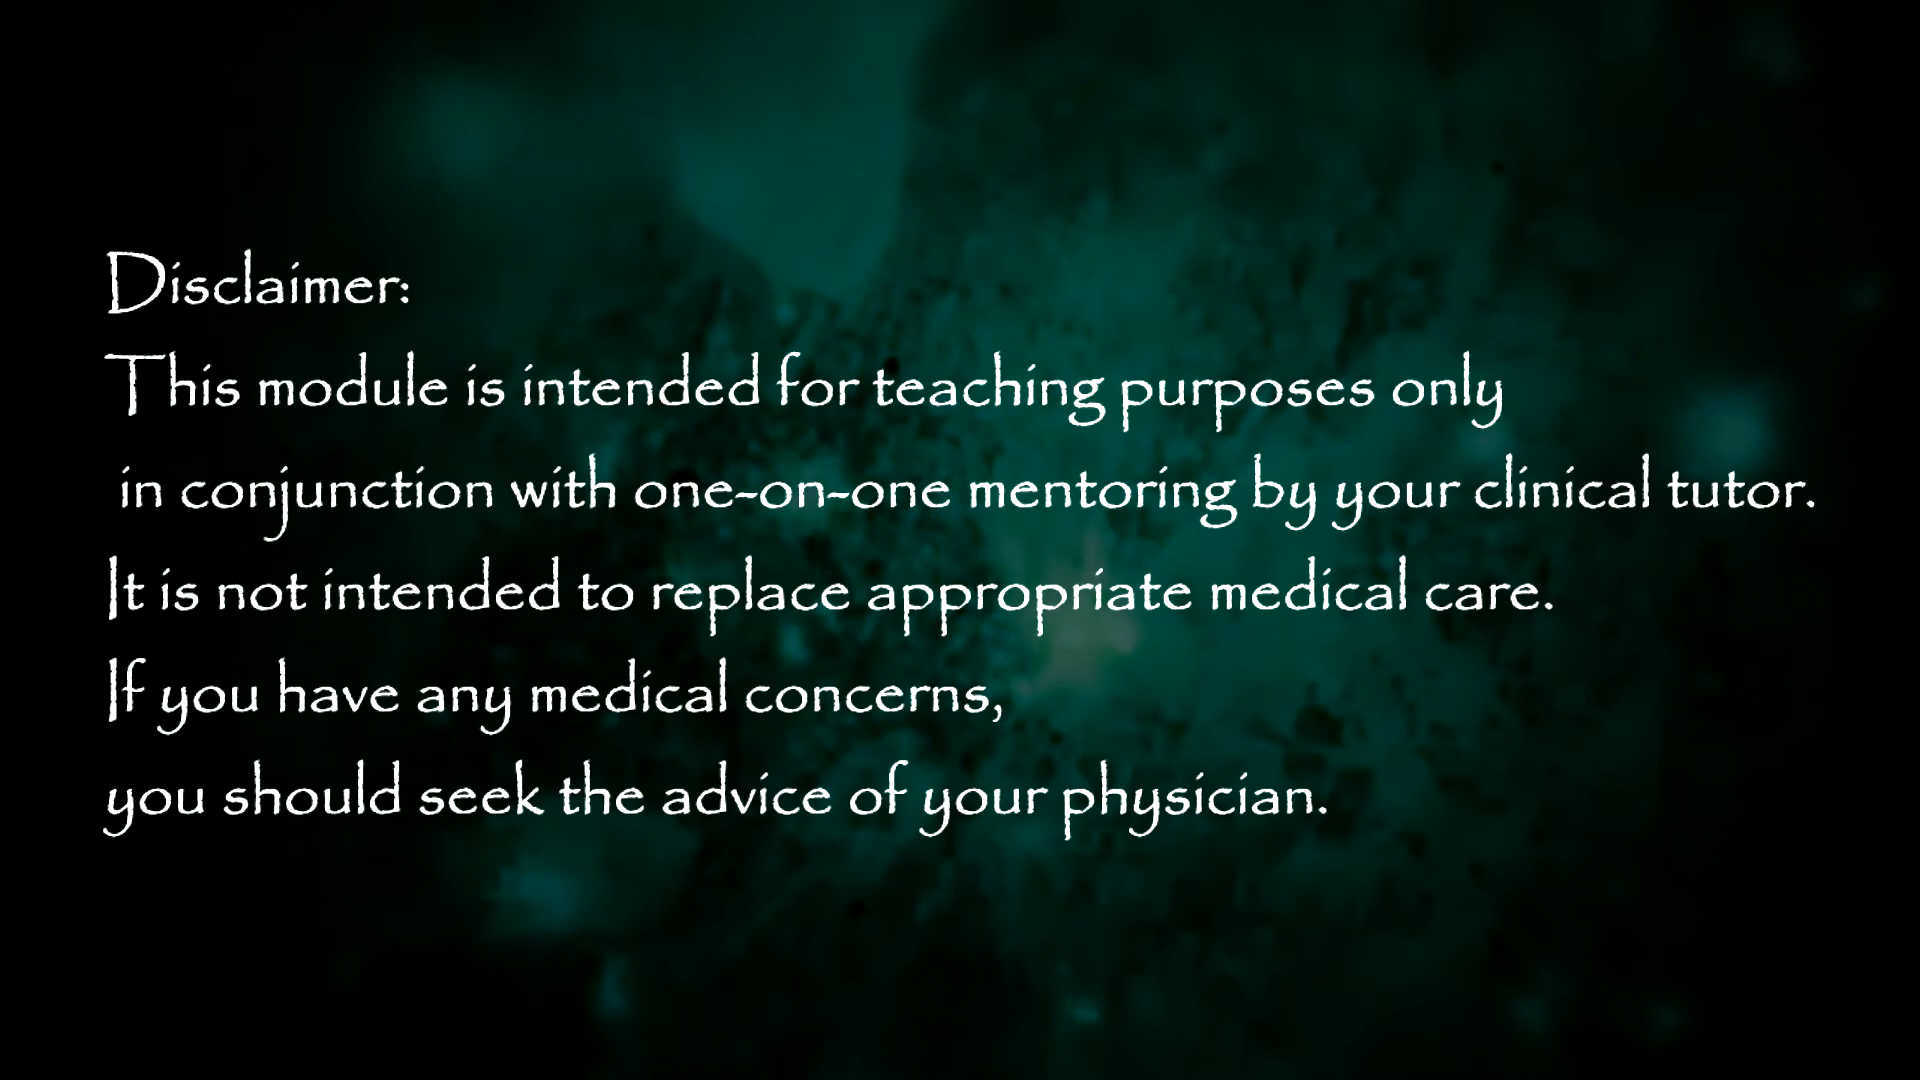 Disclaimer:
This module is intended for teaching purposes only
in conjunction with one-on-one mentoring by your clinical tutor.
It is not intended to replace appropriate medical care.
If you have any medical concerns,
you should seek the advice of your physician.